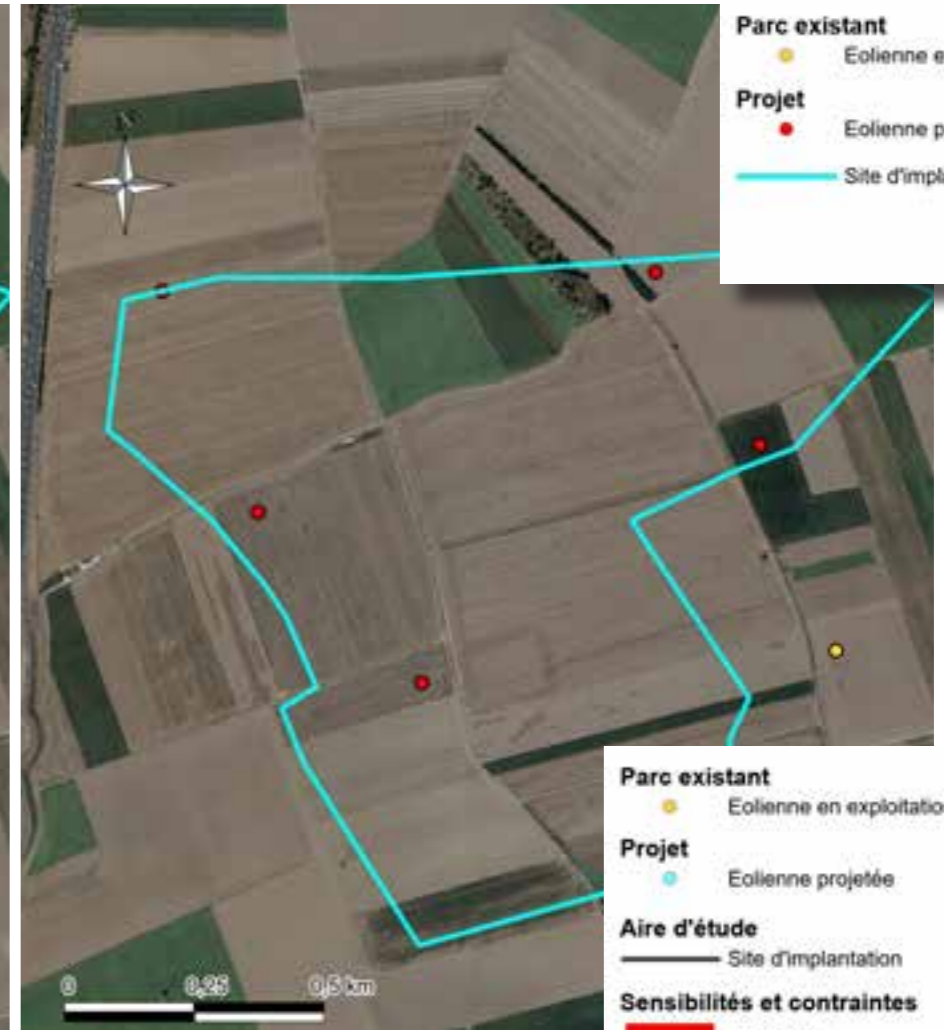 Parc existant
Eolienne e
Projet
Eolienne p
Site d'impla
N
0 0,25 0,5 km
Parc existant
Eolienne en exploitatio
Projet
Eolienne projetée
Aire d'étude
Site d'implantation
Sensibilités et contraintes